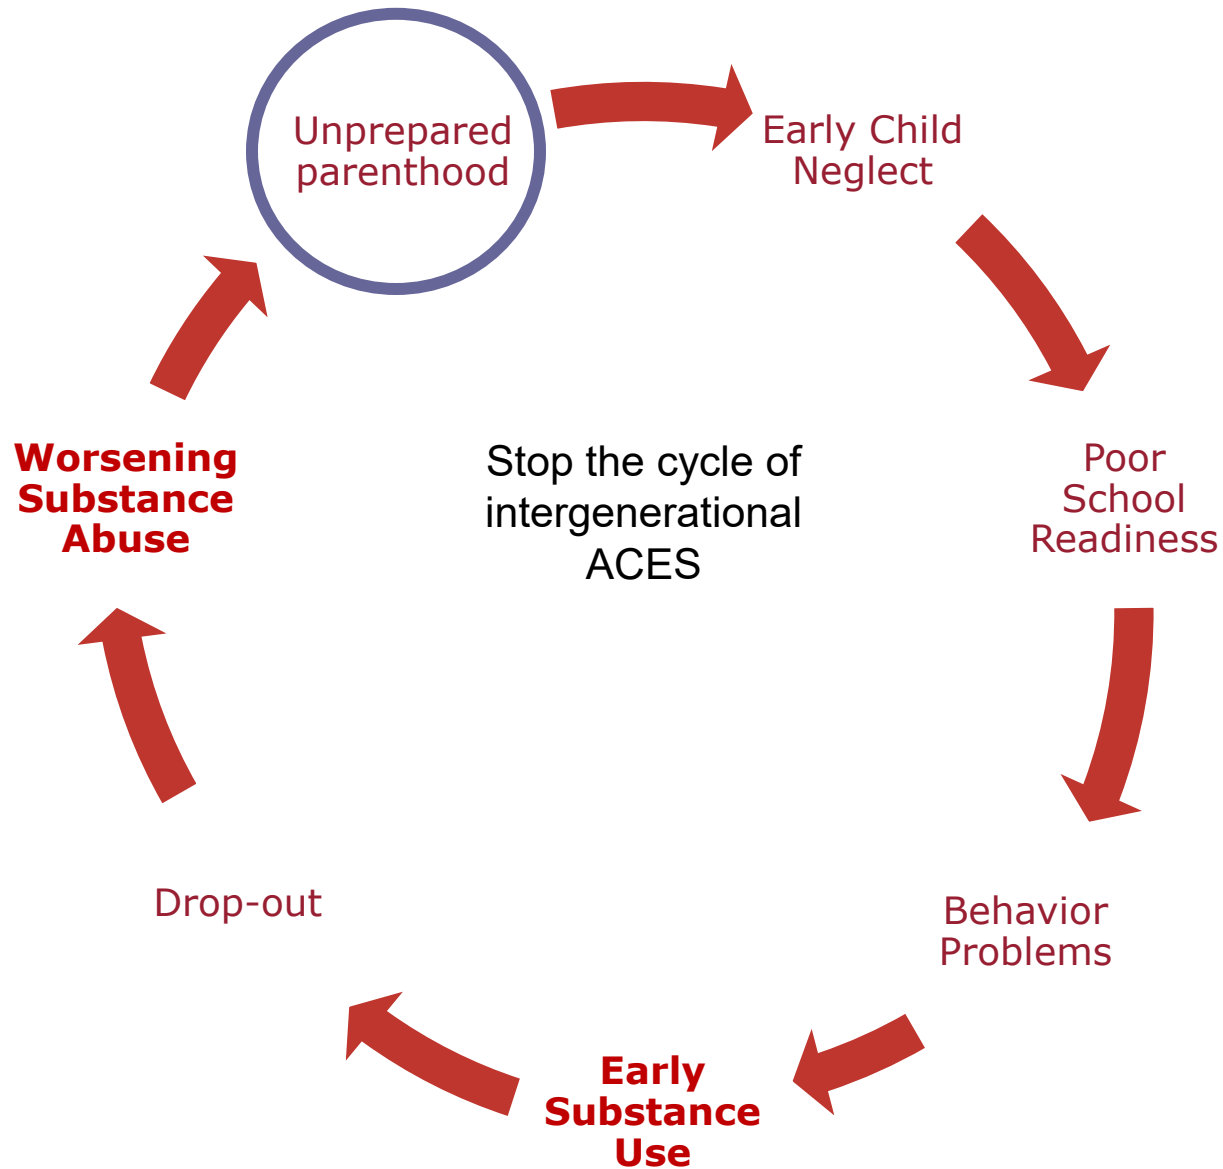 Unprepared
parenthood
Early Child
Neglect
Poor
School
Readiness
Behavior
Problems
Early
Substance
Use
Drop-out
Worsening
Substance
Abuse
Stop the cycle of
intergenerational
ACES